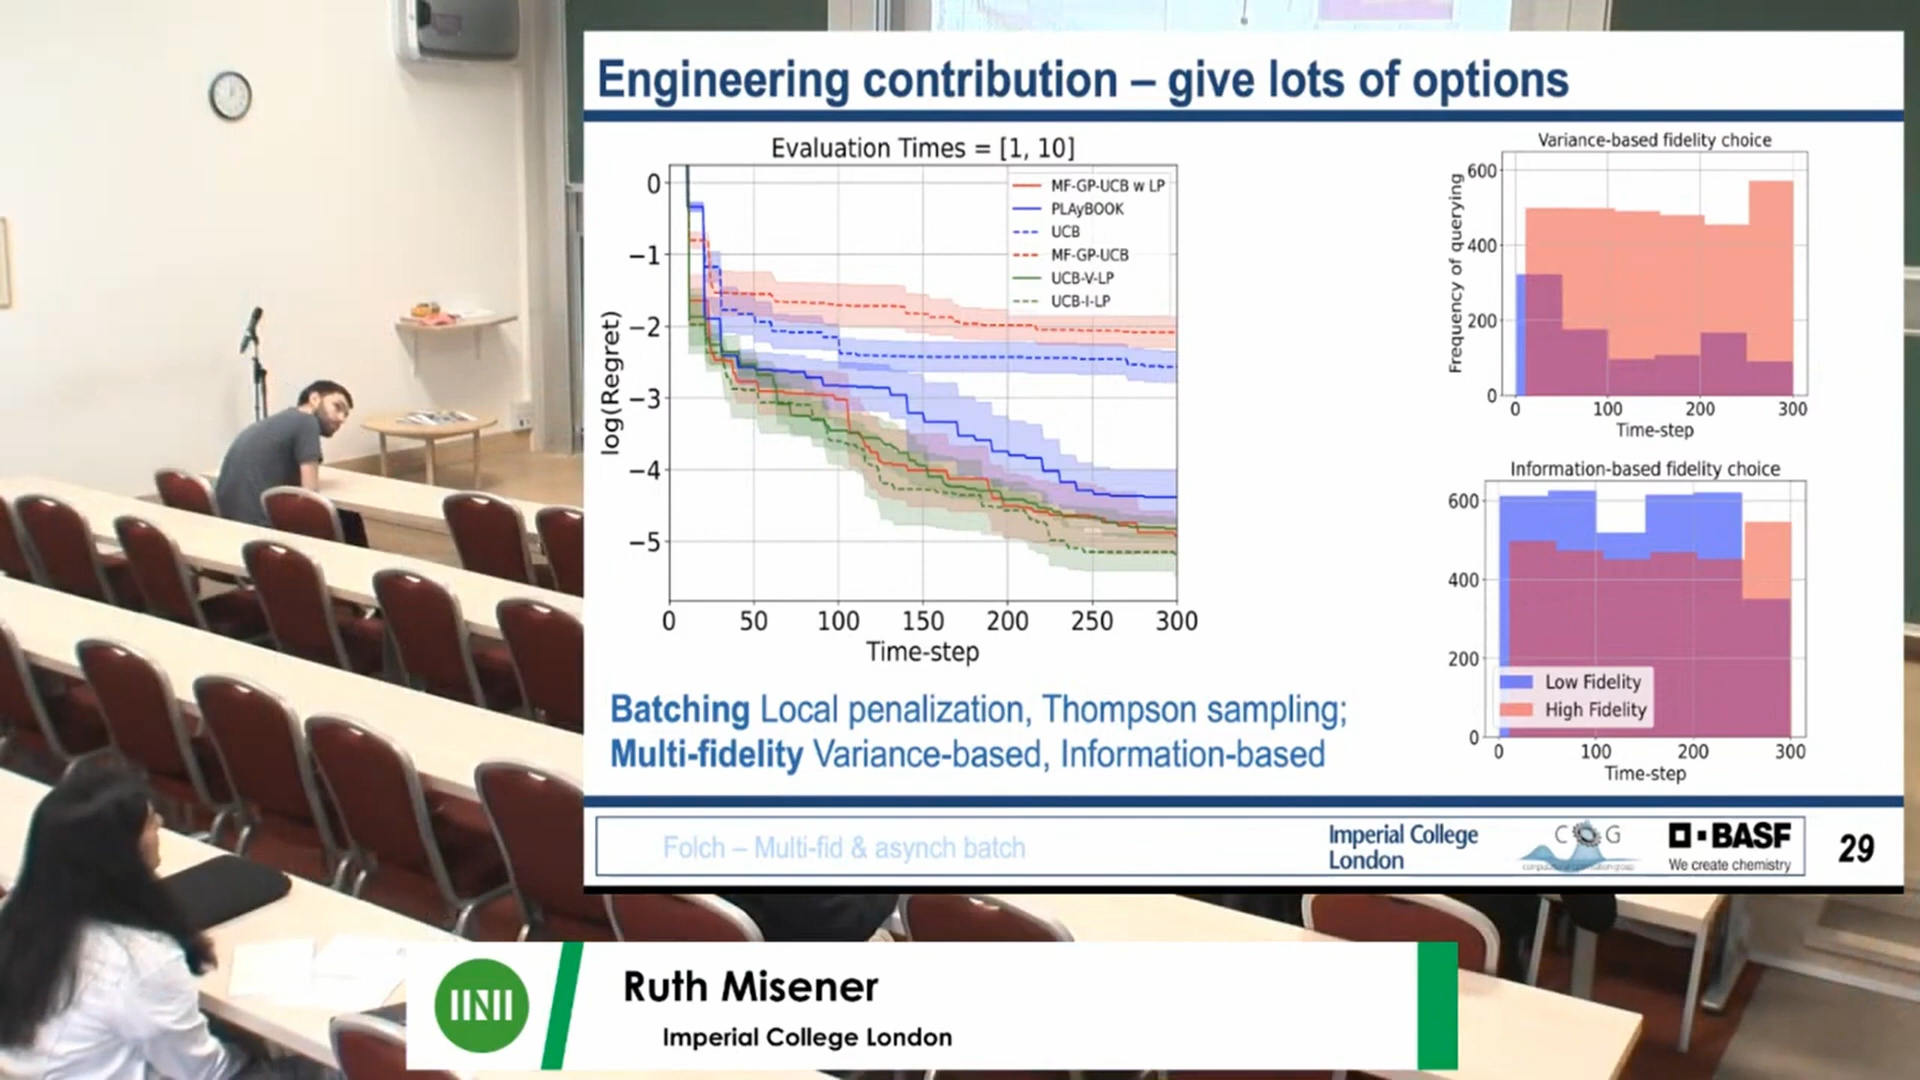 Engineering contribution – give lots of options
Evaluation Times = [1, 10]
MF-GP-UCB w LP
PLAyBOOK
UCB
MF-GP-UCB
UCB-V-LP
UCB-I-LP
0
−1
−2
−3
−4
−5
log(Regret)
0 50 100 150 200 250 300
Time-step
Variance-based fidelity choice
Frequency of querying
600
400
200
0
0 100 200 300
Time-step
Information-based fidelity choice
600
400
200
0
Low Fidelity
High Fidelity
0 100 200 300
Time-step
Batching Local penalization, Thompson sampling;
Multi-fidelity Variance-based, Information-based
Folch – Multi-fid & asynch batch
Imperial College
London
C G
BASF
We create chemistry
29
Ruth Misener
Imperial College London